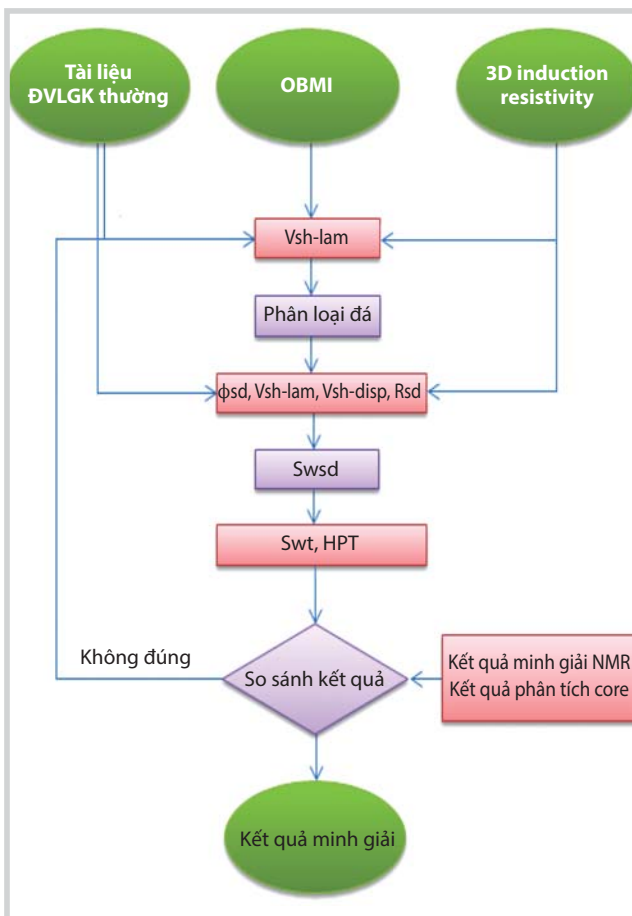 Tài liệu
ĐVLGK thường
OBMI
3D induction
resistivity
Vsh-lam
Phân loại đá
ϕsd, Vsh-lam, Vsh-disp, Rsd
Swsd
Swt, HPT
Không đúng
So sánh kết quả
Kết quả minh giải NMR
Kết quả phân tích core
Kết quả minh giải